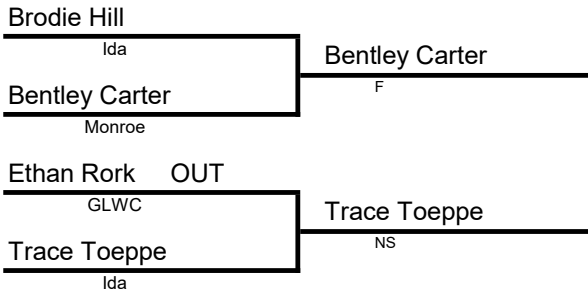 Brodie Hill
Ida
Bentley Carter
F
Bentley Carter
Monroe
Ethan Rork OUT
GLWC
Trace Toeppe
NS
Trace Toeppe
Ida